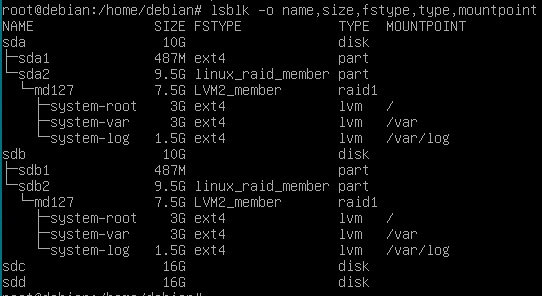 root@debian:/home/debian# lsblk -o name,size,fstype,type,mountpoint
NAME                SIZE FSTYPE            TYPE  MOUNTPOINT
sda                  10G                   disk
├─sda1              487M ext4              part
└─sda2              9.5G linux_raid_member part
  └─md127           7.5G LVM2_member       raid1
    ├─system-root     3G ext4              lvm   /
    ├─system-var      3G ext4              lvm   /var
    └─system-log    1.5G ext4              lvm   /var/log
sdb                  10G                   disk
├─sdb1              487M                   part
└─sdb2              9.5G linux_raid_member part
  └─md127           7.5G LVM2_member       raid1
    ├─system-root     3G ext4              lvm   /
    ├─system-var      3G ext4              lvm   /var
    └─system-log    1.5G ext4              lvm   /var/log
sdc                  16G                   disk
sdd                  16G                   disk
root@debian:/home/debian#